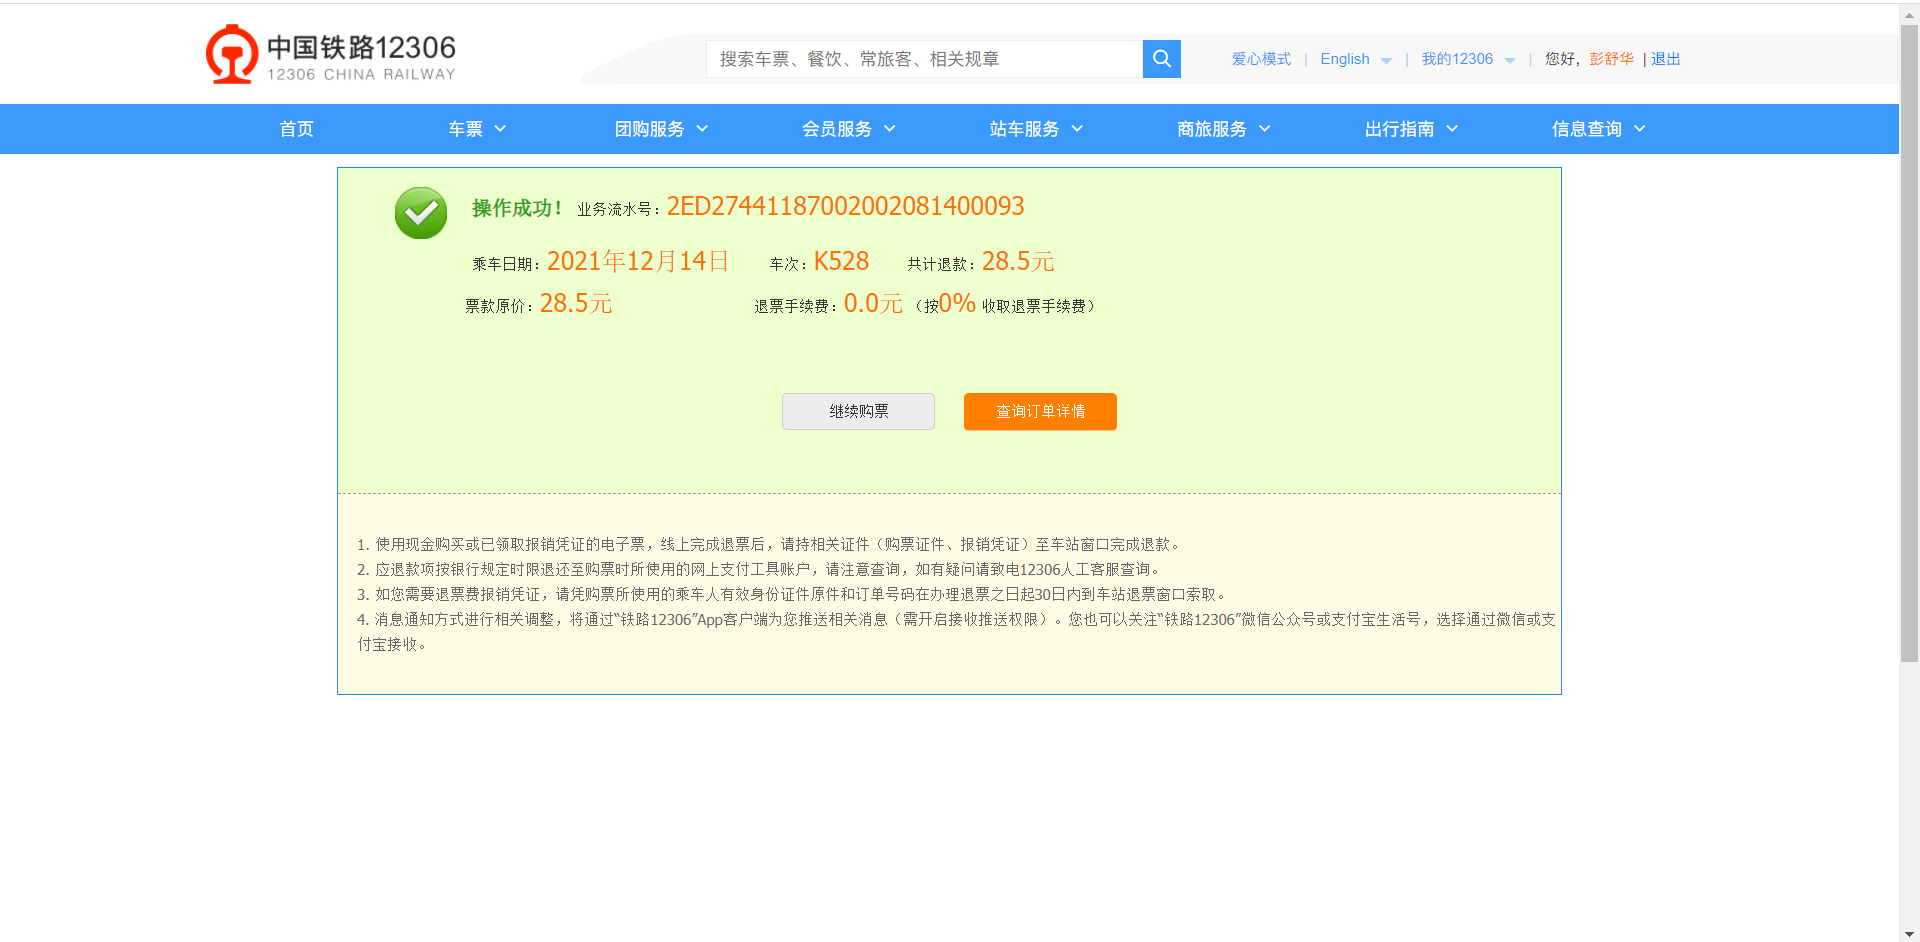 中国铁路12306
12306 CHINA RAILWAY
搜索车票、餐饮、常旅客、相关规章
爱心模式 | English | 我的12306 | 您好，彭舒华 | 退出
首页 车票 团购服务 会员服务 站车服务 商旅服务 出行指南 信息查询
操作成功！ 业务流水号：2ED27441187002002081400093
乘车日期：2021年12月14日 车次：K528 共计退款：28.5元
票款原价：28.5元 退票手续费：0.0元 （按0% 收取退票手续费）
继续购票 查询订单详情
1. 使用现金购买或已领取报销凭证的电子票，线上完成退票后，请持相关证件（购票证件、报销凭证）至车站窗口完成退款。
2. 应退款项按银行规定时限退还至购票时所使用的网上支付工具账户，请注意查询，如有疑问请致电12306人工客服查询。
3. 如您需要退票费报销凭证，请凭购票所使用的乘车人有效身份证件原件和订单号码在办理退票之日起30日内到车站退票窗口索取。
4. 消息通知方式进行相关调整，将通过“铁路12306”App客户端为您推送相关消息（需开启接收推送权限）。您也可以关注“铁路12306”微信公众号或支付宝生活号，选择通过微信或支
付宝接收。